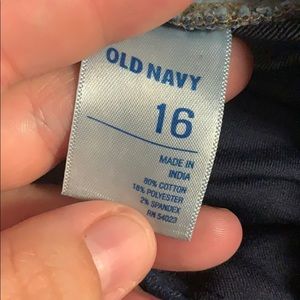 OLD NAVY
16
MADE IN
INDIA
80% COTTON
18% POLYESTER
2% SPANDEX
RN 54023